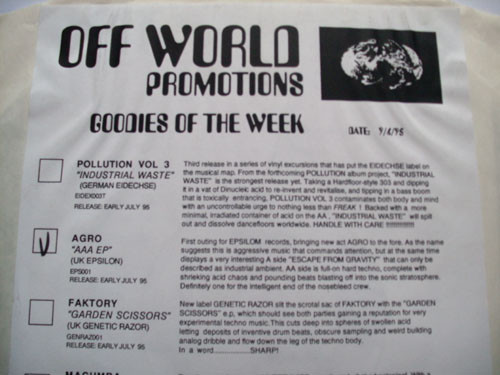 OFF WORLD
PROMOTIONS
GOODIES OF THE WEEK
DATE: 9/6/95
POLLUTION VOL 3
"INDUSTRIAL WASTE"
(GERMAN EIDECHSE)
EIDEX003T
RELEASE: EARLY JULY 95
Third release in a series of vinyl excursions that has put the EIDECHSE label on
the musical map. From the forthcoming POLLUTION album project, "INDUSTRIAL
WASTE" is the strongest release yet. Taking a Hardfloor-style 303 and dipping
it in a vat of Dinucleic acid to re-invent and revitalise, and tipping in a bass boom
that is toxically entrancing, POLLUTION VOL 3 contaminates both body and mind
with an uncontrollable urge to nothing less than FREAK ! Backed with a more
minimal, irradiated container of acid on the AA , "INDUSTRIAL WASTE" will spill
out and dissolve dancefloors worldwide. HANDLE WITH CARE !!!!!!!!!!!!!!!!!!
AGRO
"AAA EP"
(UK EPSILON)
EPS001
RELEASE: EARLY JULY 95
First outing for EPSILOM records, bringing new act AGRO to the fore. As the name
suggests this is aggressive music that commands attention, but at the same time
displays a very interesting A side "ESCAPE FROM GRAVITY" that can only be
described as industrial ambient. AA side is full-on hard techno, complete with
shrieking acid chaos and pounding beats blasting off into the sonic stratosphere.
Definitely one for the intelligent end of the nosebleed crew.
FAKTORY
"GARDEN SCISSORS"
(UK GENETIC RAZOR)
GENRAZ001
RELEASE: EARLY JULY 95
New label GENETIC RAZOR slit the scrotal sac of FAKTORY with the "GARDEN
SCISSORS" e.p, which should see both parties gaining a reputation for very
experimental techno music.This cuts deep into spheres of swollen acid
letting deposits of inventive drum beats, obscure sampling and weird building
analog dribble and flow down the leg of the techno body.
In a word...............SHARP!
MAGUMBA